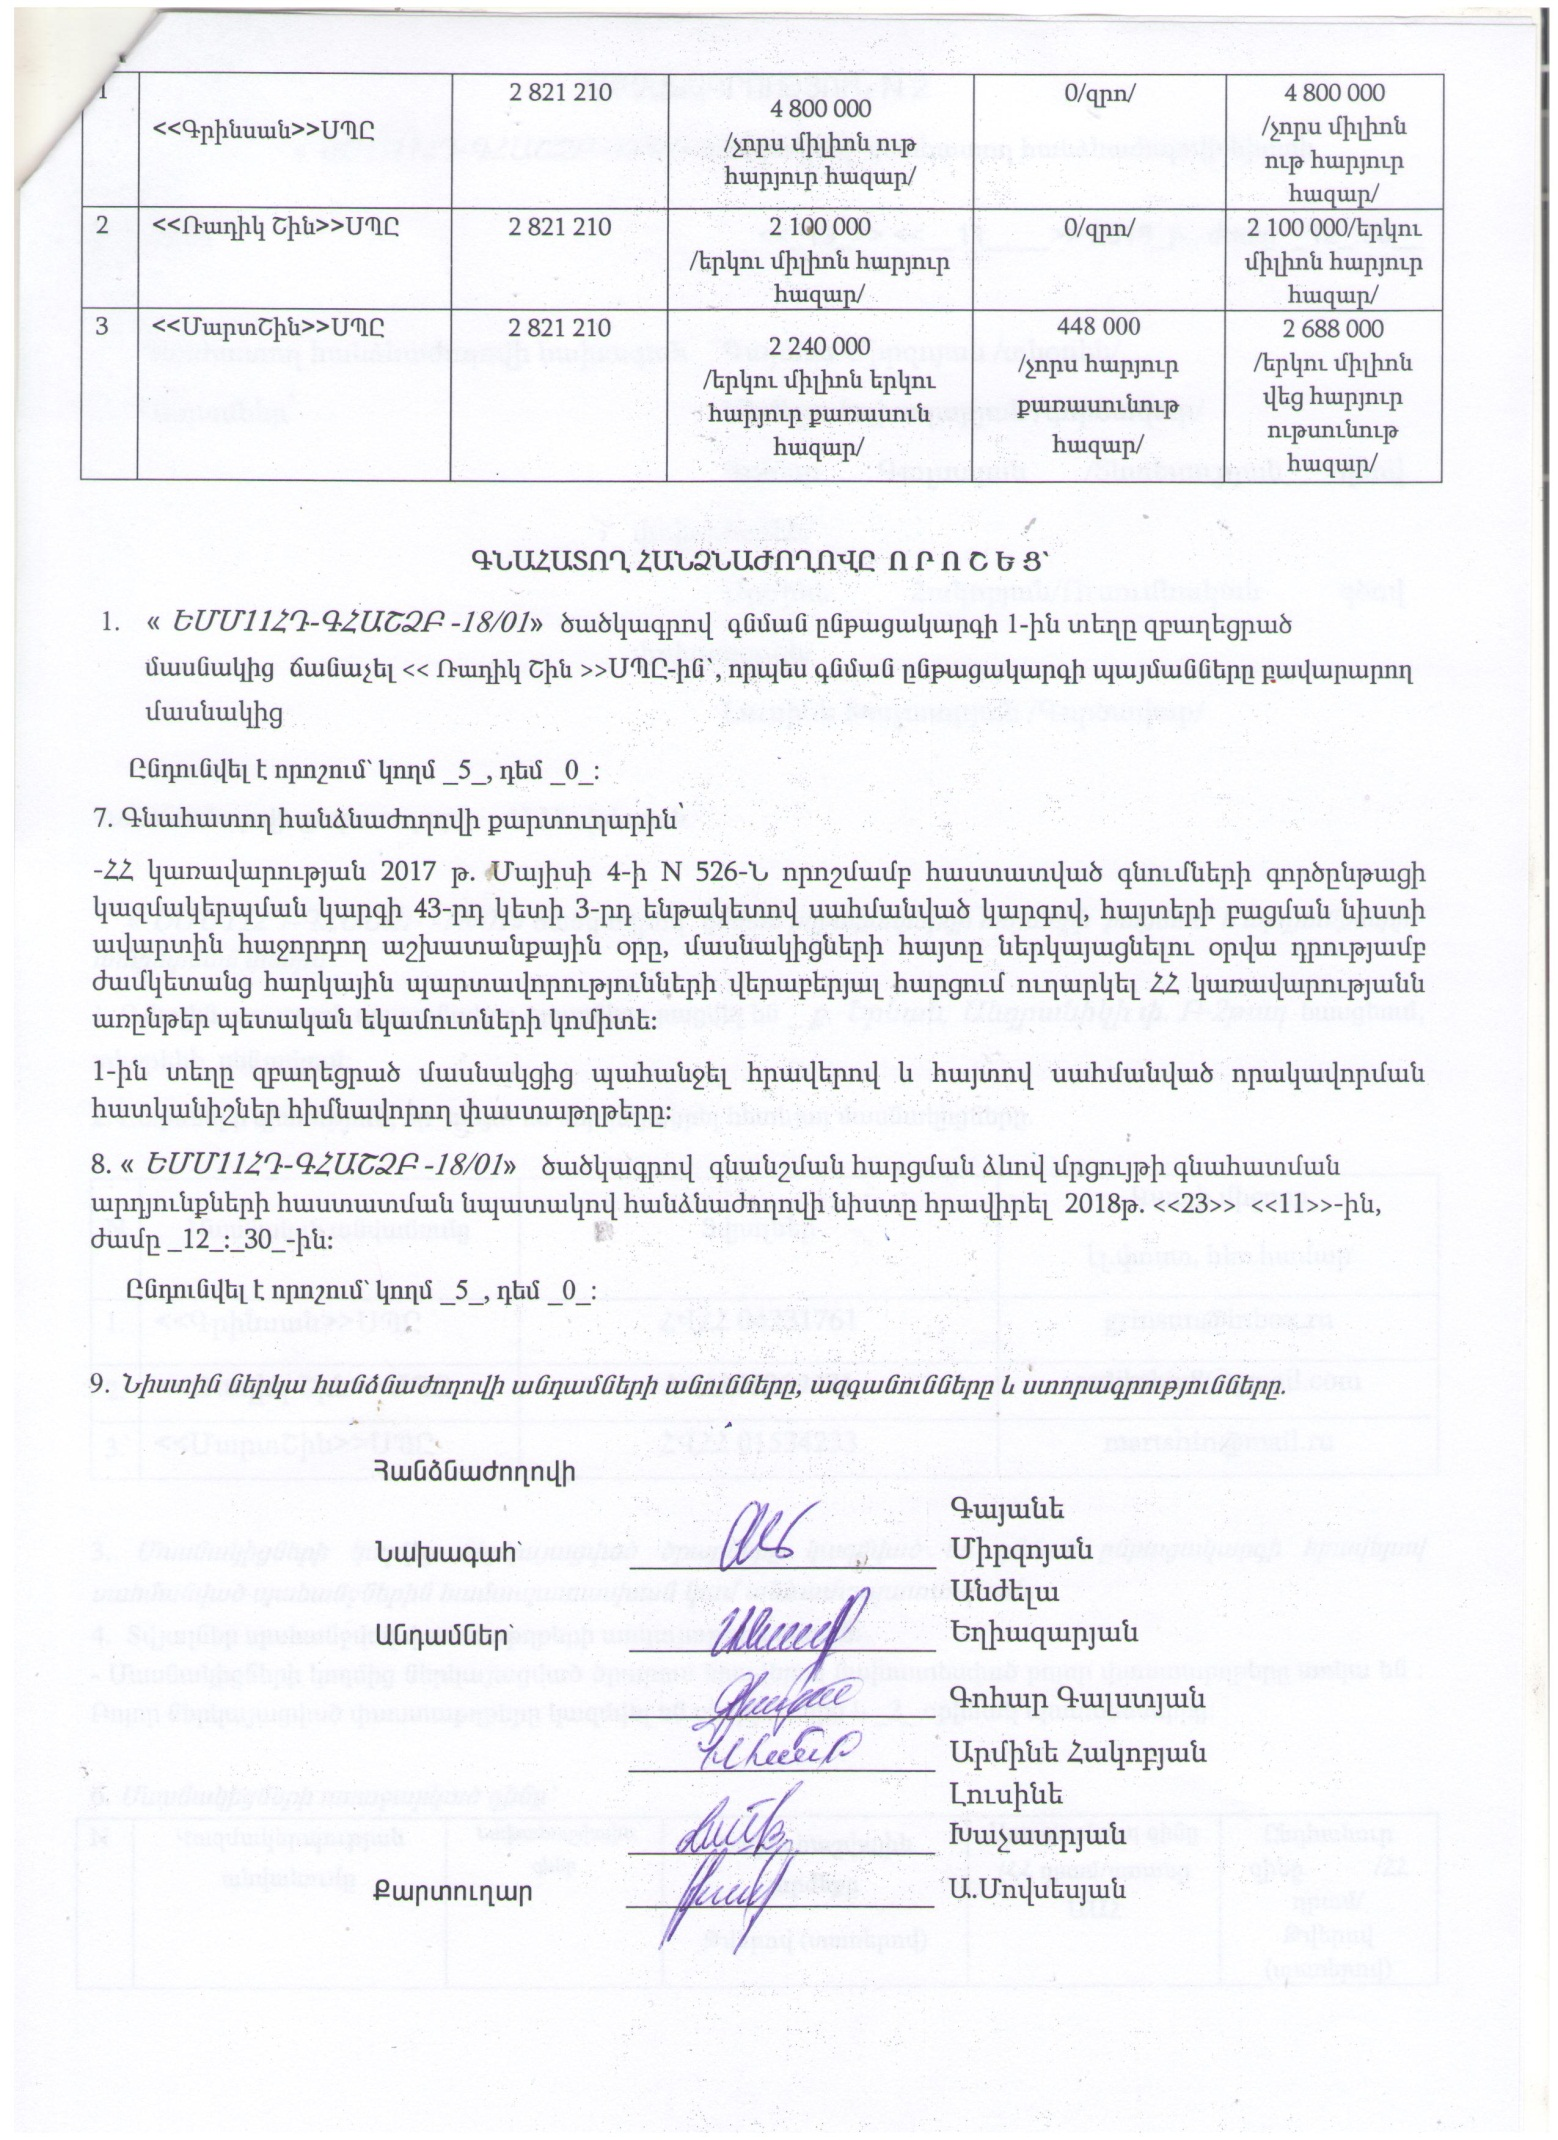 1 <<Գրինսան>>ՍՊԸ 2 821 210 4 800 000 /չորս միլիոն ութ հարյուր հազար/ 0/զրո/ 4 800 000 /չորս միլիոն ութ հարյուր հազար/
2 <<Ռադիկ Շին>>ՍՊԸ 2 821 210 2 100 000 /երկու միլիոն հարյուր հազար/ 0/զրո/ 2 100 000/երկու միլիոն հարյուր հազար/
3 <<ՄարտՇին>>ՍՊԸ 2 821 210 2 240 000 /երկու միլիոն երկու հարյուր քառասուն հազար/ 448 000 /չորս հարյուր քառասունութ հազար/ 2 688 000 /երկու միլիոն վեց հարյուր ութսունութ հազար/
ԳՆԱՀԱՏՈՂ ՀԱՆՁՆԱԺՈՂՈՎԸ Ո Ր Ո Շ Ե Ց՝
1. « ԵՄՄ11ՀԴ-ԳՀԱՇՁԲ -18/01» ծածկագրով գնման ընթացակարգի 1-ին տեղը զբաղեցրած
մասնակից ճանաչել << Ռադիկ Շին >>ՍՊԸ-ին՝, որպես գնման ընթացակարգի պայմանները բավարարող
մասնակից
Ընդունվել է որոշում՝ կողմ _5_, դեմ _0_:
7. Գնահատող հանձնաժողովի քարտուղարին՝
-ՀՀ կառավարության 2017 թ. Մայիսի 4-ի N 526-Ն որոշմամբ հաստատված գնումների գործընթացի
կազմակերպման կարգի 43-րդ կետի 3-րդ ենթակետով սահմանված կարգով, հայտերի բացման նիստի
ավարտին հաջորդող աշխատանքային օրը, մասնակիցների հայտը ներկայացնելու օրվա դրությամբ
ժամկետանց հարկային պարտավորությունների վերաբերյալ հարցում ուղարկել ՀՀ կառավարությանն
առընթեր պետական եկամուտների կոմիտե:
1-ին տեղը զբաղեցրած մասնակցից պահանջել հրավերով և հայտով սահմանված որակավորման
հատկանիշներ հիմնավորող փաստաթղթերը:
8. « ԵՄՄ11ՀԴ-ԳՀԱՇՁԲ -18/01» ծածկագրով գնանշման հարցման ձևով մրցույթի գնահատման
արդյունքների հաստատման նպատակով հանձնաժողովի նիստը հրավիրել 2018թ. <<23>> <<11>>-ին,
ժամը _12_:_30_-ին:
Ընդունվել է որոշում՝ կողմ _5_, դեմ _0_:
9. Նիստին ներկա հանձնաժողովի անդամների անունները, ազգանունները և ստորագրությունները.
Հանձնաժողովի
Գայանե
Նախագահ՝ Միրզոյան
Անժելա
Անդամներ՝ Եղիազարյան
Գոհար Գալստյան
Արմինե Հակոբյան
Լուսինե
Խաչատրյան
Քարտուղար Ա.Մովսեսյան